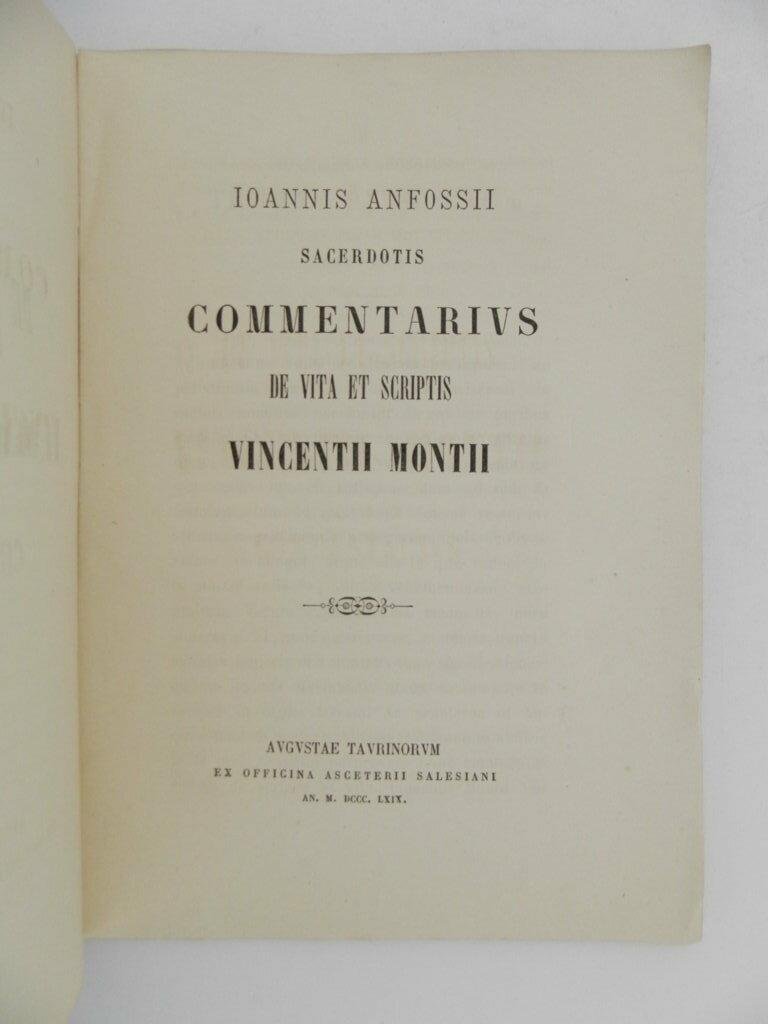 IOANNIS ANFOSSII
SACERDOTIS
COMMENTARIVS
DE VITA ET SCRIPTIS
VINCENTII MONTII
AVGVSTAE TAVRINORVM
EX OFFICINA ASCETERII SALESIANI
AN. M. DCCC. LXIX.